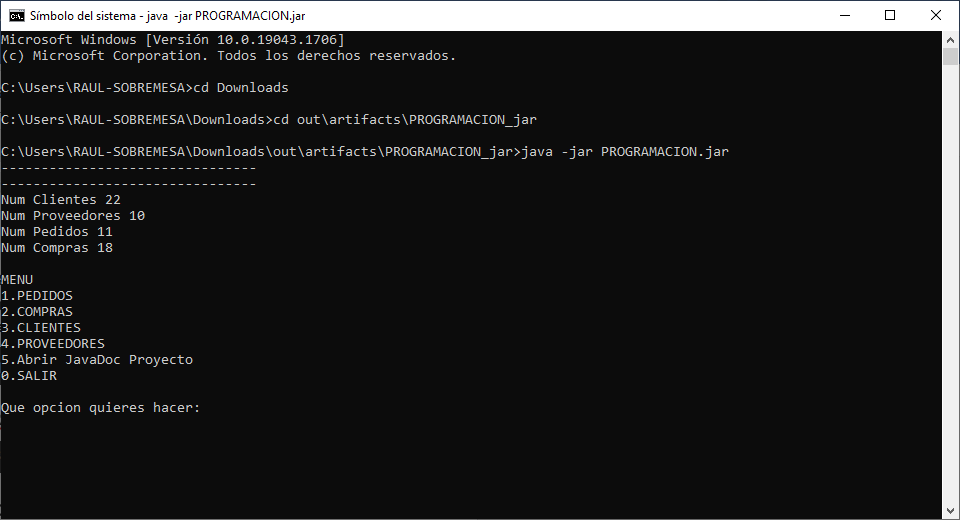 Símbolo del sistema - java -jar PROGRAMACION.jar
Microsoft Windows [Versión 10.0.19043.1706]
(c) Microsoft Corporation. Todos los derechos reservados.
C:\Users\RAUL-SOBREMESA>cd Downloads
C:\Users\RAUL-SOBREMESA\Downloads>cd out\artifacts\PROGRAMACION_jar
C:\Users\RAUL-SOBREMESA\Downloads\out\artifacts\PROGRAMACION_jar>java -jar PROGRAMACION.jar
--------------------------------
--------------------------------
Num Clientes 22
Num Proveedores 10
Num Pedidos 11
Num Compras 18
MENU
1.PEDIDOS
2.COMPRAS
3.CLIENTES
4.PROVEEDORES
5.Abrir JavaDoc Proyecto
0.SALIR
Que opcion quieres hacer: